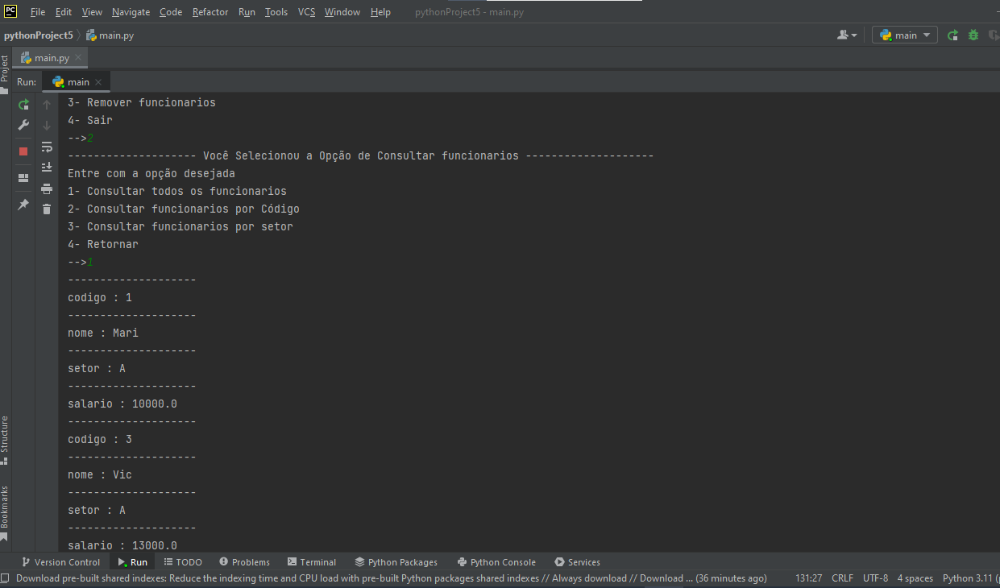 PC File Edit View Navigate Code Refactor Run Tools VCS Window Help pythonProject5 - main.py
pythonProject5 main.py main
Project
main.py
Run: main
3- Remover funcionarios
4- Sair
-->2
-------------------- Você Selecionou a Opção de Consultar funcionarios --------------------
Entre com a opção desejada
1- Consultar todos os funcionarios
2- Consultar funcionarios por Código
3- Consultar funcionarios por setor
4- Retornar
-->1
--------------------
codigo : 1
--------------------
nome : Mari
--------------------
setor : A
--------------------
salario : 10000.0
--------------------
codigo : 3
--------------------
nome : Vic
--------------------
setor : A
--------------------
salario : 13000.0
Structure
Bookmarks
Version Control Run TODO Problems Terminal Python Packages Python Console Services
Download pre-built shared indexes: Reduce the indexing time and CPU load with pre-built Python packages shared indexes // Always download // Download ... (36 minutes ago) 131:27 CRLF UTF-8 4 spaces Python 3.11 (